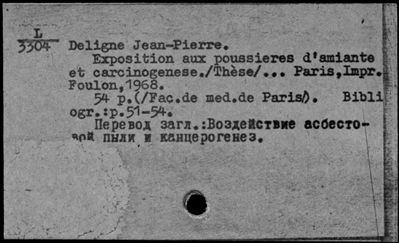 L
3304
Deligne Jean-Pierre.
Exposition aux poussieres d'amiante
et carcinogenese./Thèse/... Paris,Impr.
Foulon,1968.
54 p.(/Fac.de med.de Paris/). Bibli
ogr.:p.51-54.
Перевод загл.:Воздействие асбесто-
вой пыли и канцерогенез.